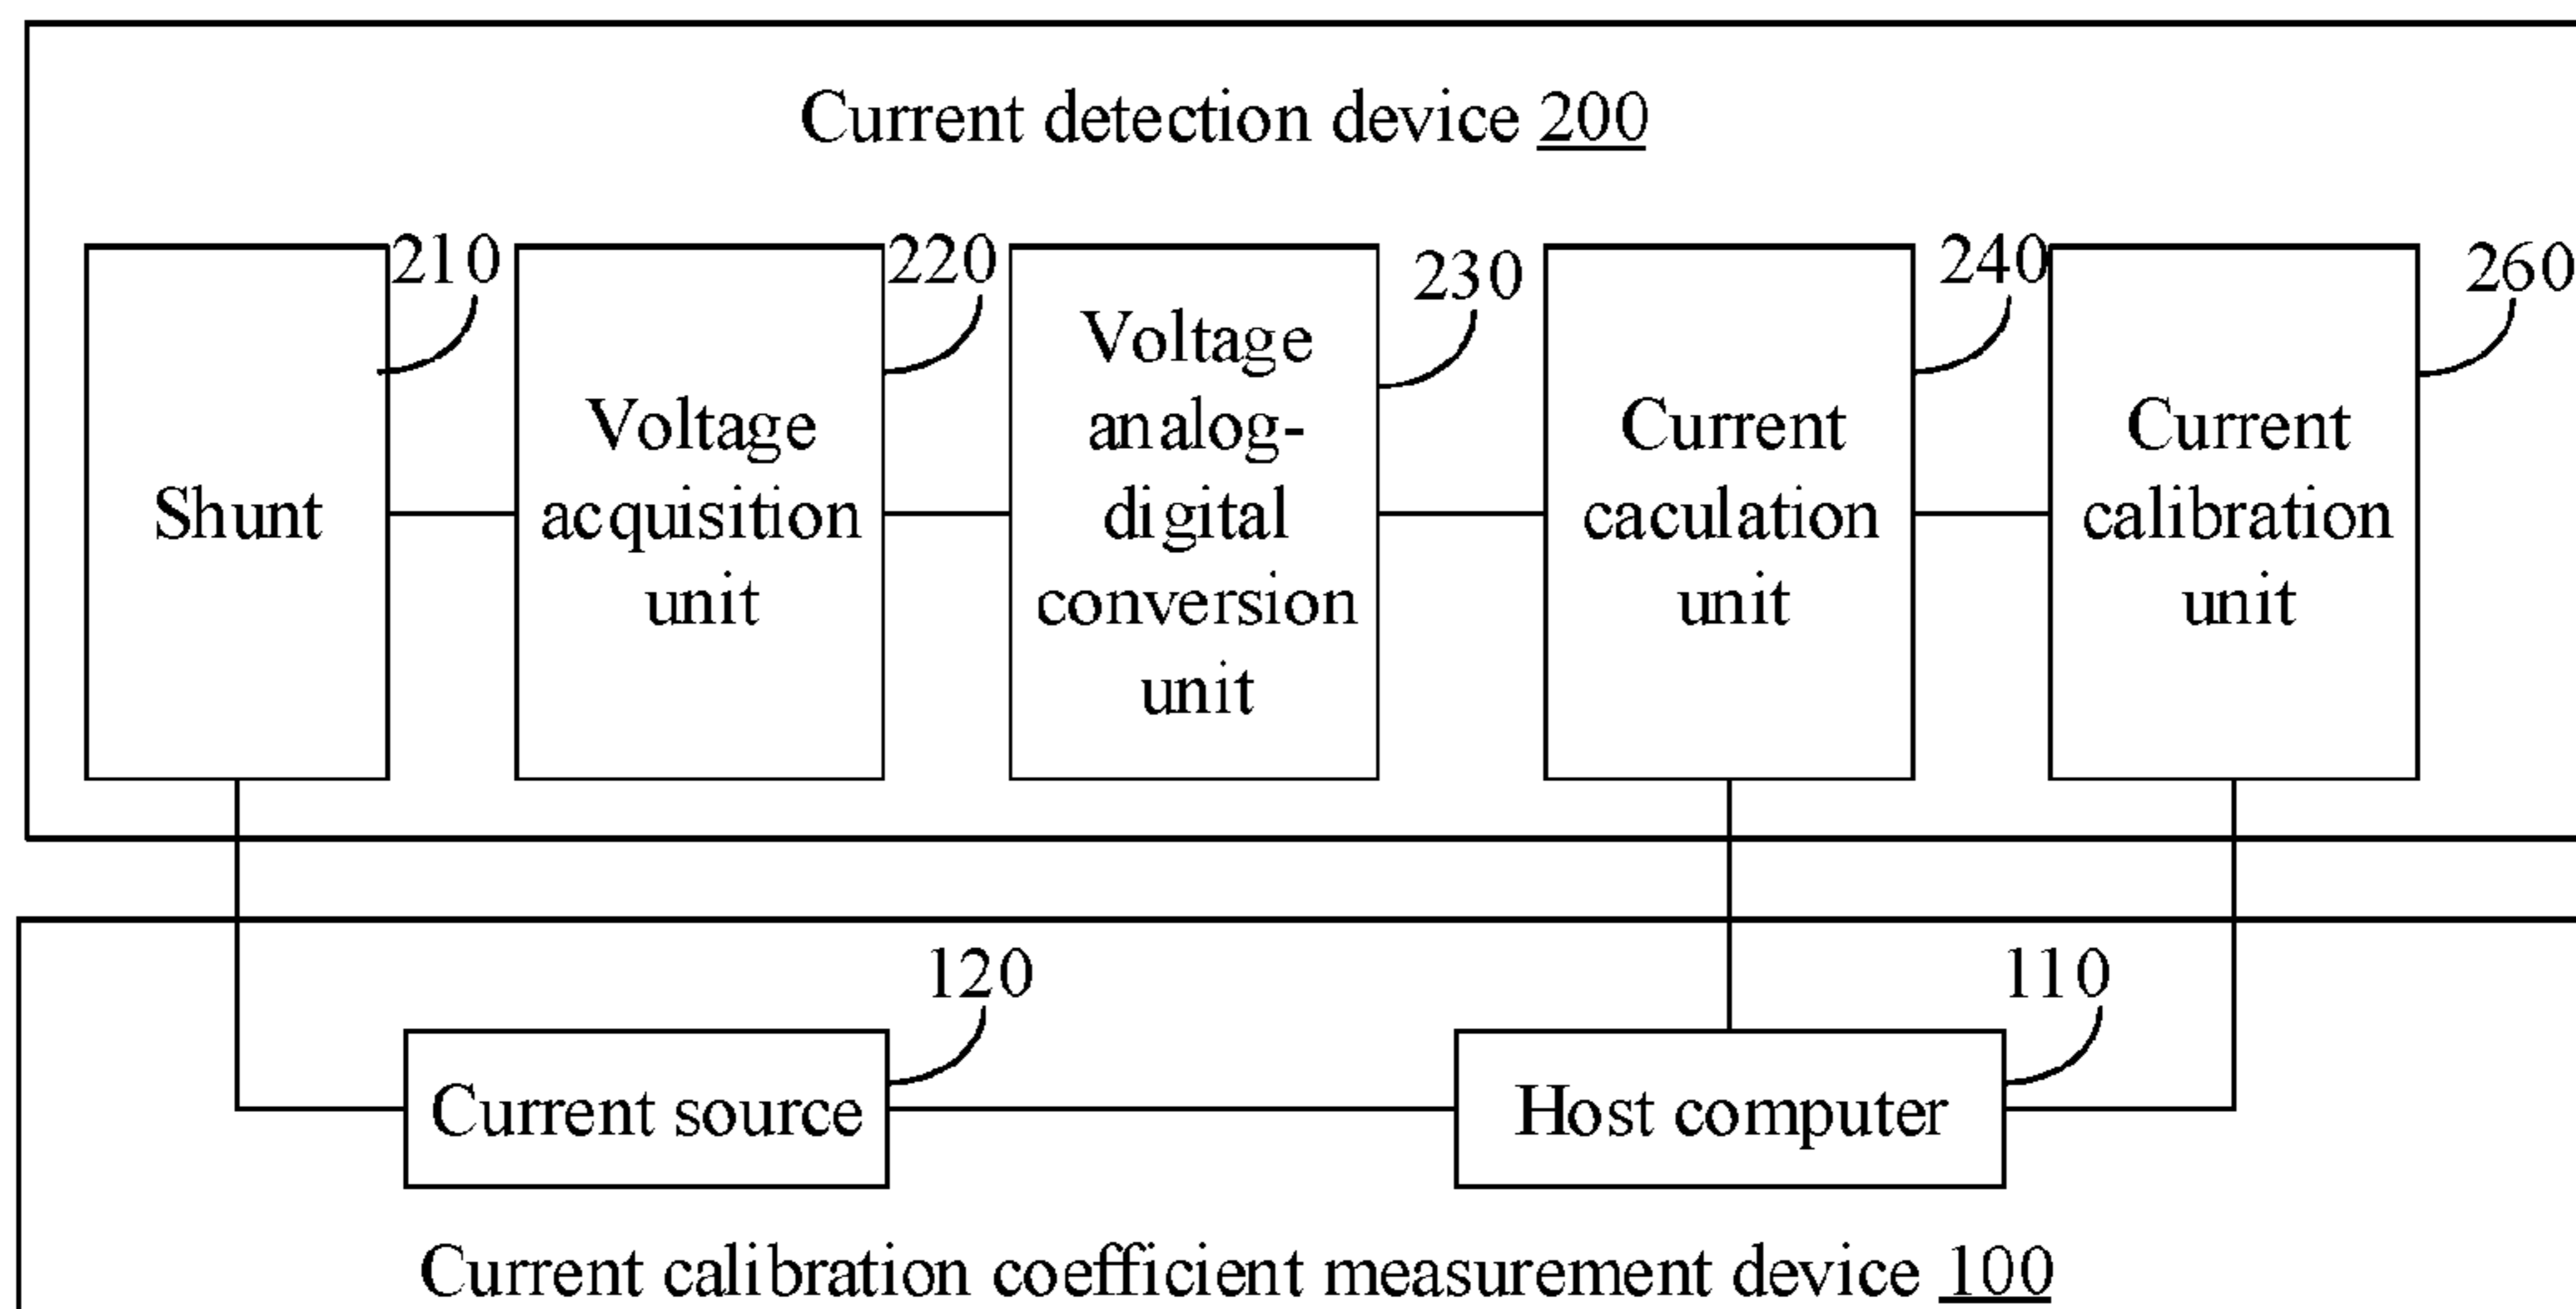 Current detection device 200
210
220
230
240
260
Shunt
Voltage
acquisition
unit
Voltage
analog-
digital
conversion
unit
Current
caculation
unit
Current
calibration
unit
120
110
Current source
Host computer
Current calibration coefficient measurement device 100